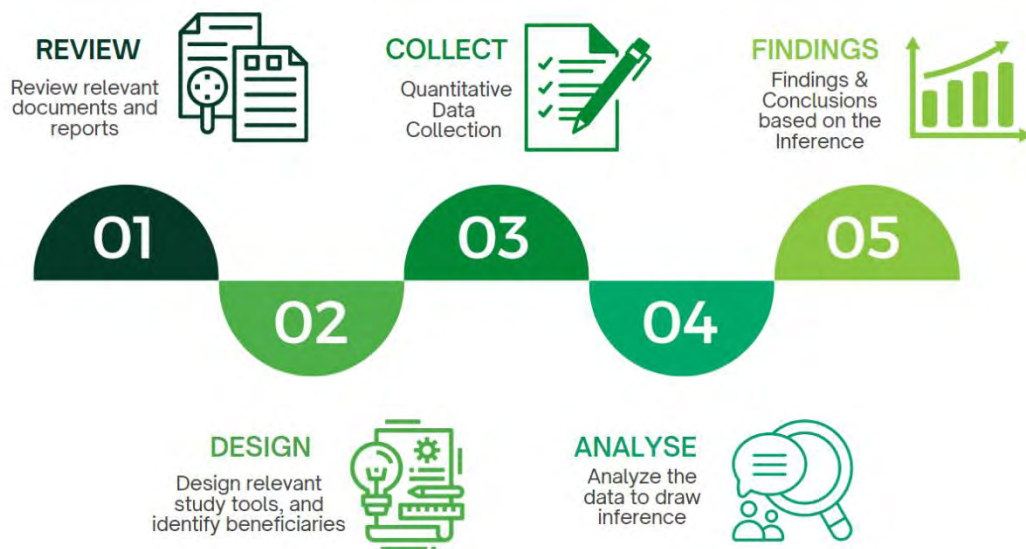 REVIEW
Review relevant
documents and
reports
COLLECT
Quantitative
Data
Collection
FINDINGS
Findings &
Conclusions
based on the
Inference
01
02
03
04
05
DESIGN
Design relevant
study tools, and
identify beneficiaries
ANALYSE
Analyze the
data to draw
inference